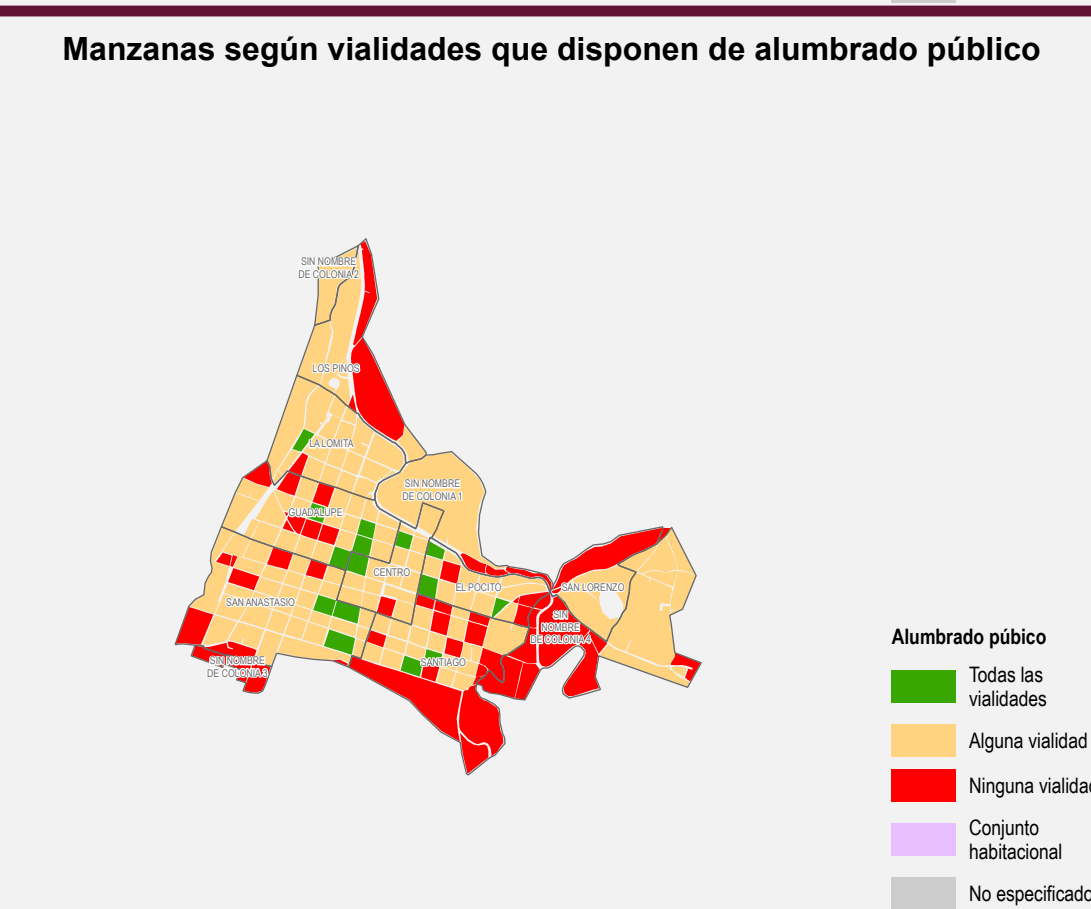 Manzanas según vialidades que disponen de alumbrado público
SIN NOMBRE
DE COLONIA 2
LOS PINOS
LA LOMITA
SIN NOMBRE
DE COLONIA 1
GUADALUPE
CENTRO
EL POCITO
SAN LORENZO
SAN ANASTASIO
SIN
NOMBRE
DE COLONIA 4
SIN NOMBRE
DE COLONIA 3
SANTIAGO
Alumbrado púbico
Todas las
vialidades
Alguna vialidad
Ninguna vialidad
Conjunto
habitacional
No especificado